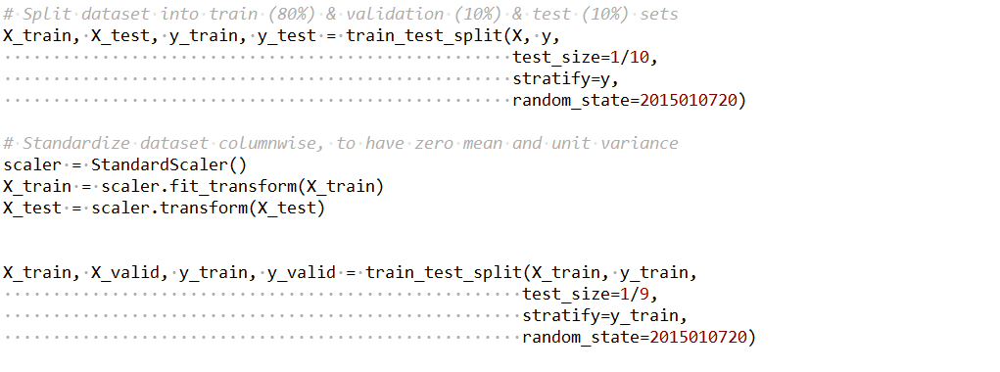 # Split dataset into train (80%) & validation (10%) & test (10%) sets
X_train, X_test, y_train, y_test = train_test_split(X, y,
                                                    test_size=1/10,
                                                    stratify=y,
                                                    random_state=2015010720)
# Standardize dataset columnwise, to have zero mean and unit variance
scaler = StandardScaler()
X_train = scaler.fit_transform(X_train)
X_test = scaler.transform(X_test)
X_train, X_valid, y_train, y_valid = train_test_split(X_train, y_train,
                                                     test_size=1/9,
                                                     stratify=y_train,
                                                     random_state=2015010720)